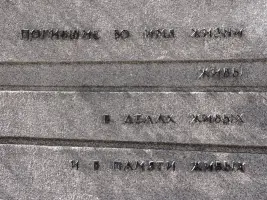 ПОГИБШИЕ ВО ИМЯ ЖИЗНИ
ЖИВЫ
В ДЕЛАХ ЖИВЫХ
И В ПАМЯТИ ЖИВЫХ